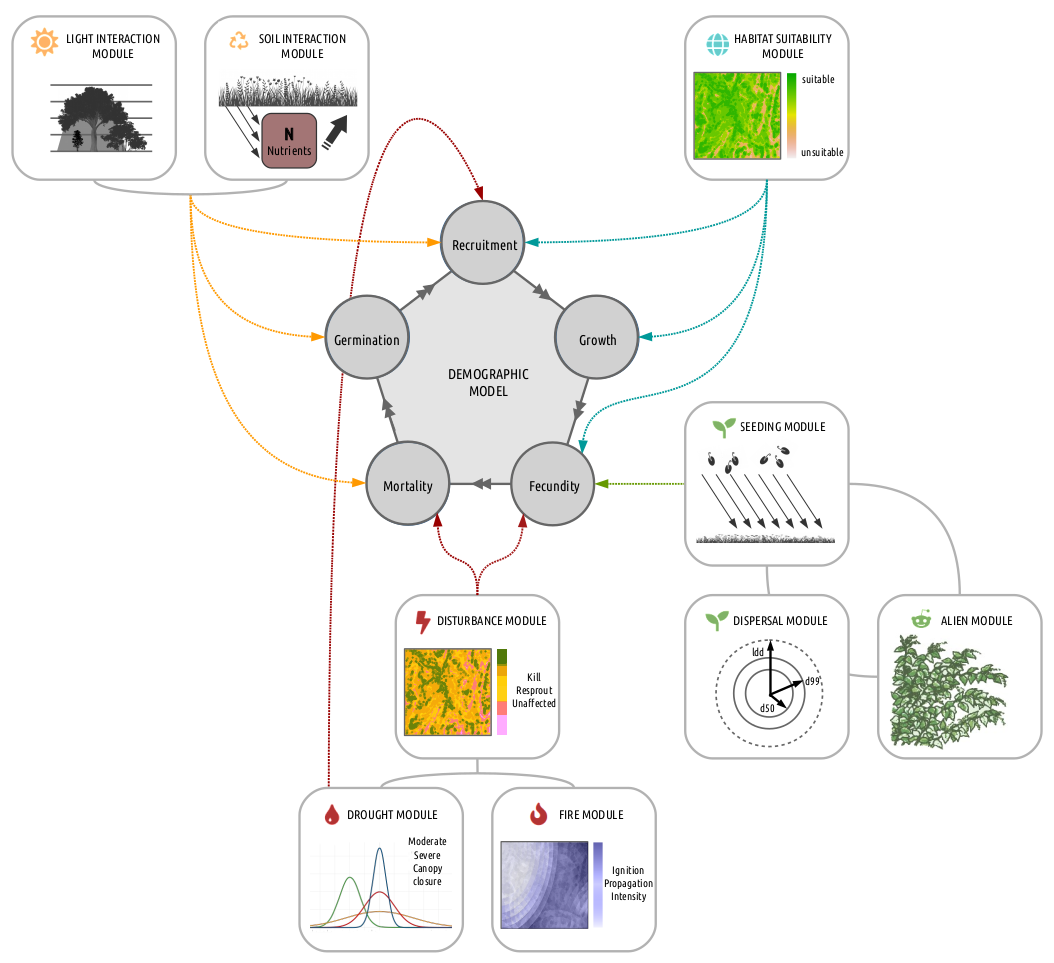 LIGHT INTERACTION
MODULE
SOIL INTERACTION
MODULE
N
Nutrients
HABITAT SUITABILITY
MODULE
suitable
unsuitable
Recruitment
Germination
Growth
DEMOGRAPHIC
MODEL
Mortality
Fecundity
SEEDING MODULE
DISTURBANCE MODULE
Kill
Resprout
Unaffected
DISPERSAL MODULE
ldd
d99
d50
ALIEN MODULE
DROUGHT MODULE
Moderate
Severe
Canopy
closure
FIRE MODULE
Ignition
Propagation
Intensity